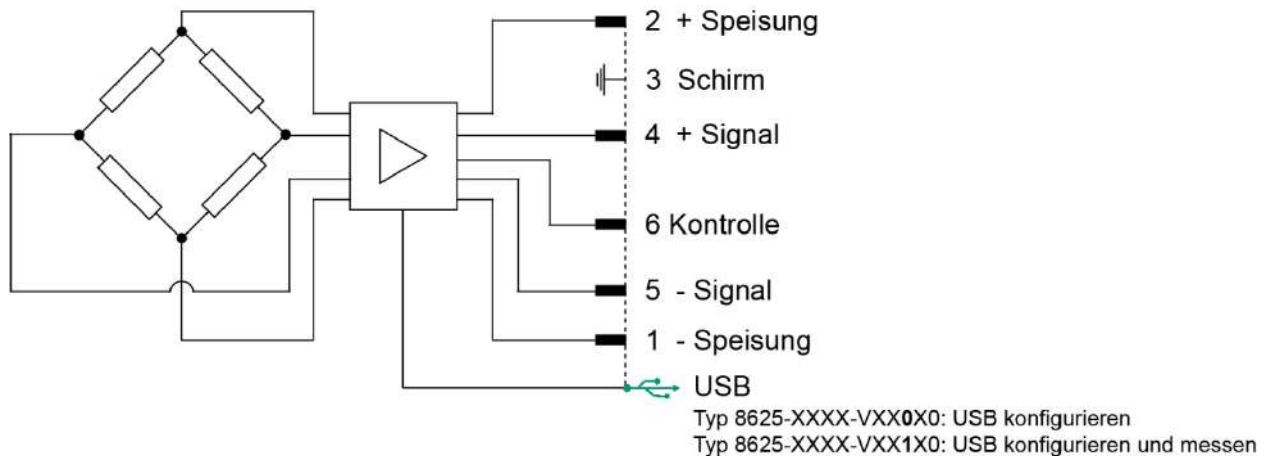 2 + Speisung
3 Schirm
4 + Signal
6 Kontrolle
5 - Signal
1 - Speisung
USB
Typ 8625-XXXX-VXX0X0: USB konfigurieren
Typ 8625-XXXX-VXX1X0: USB konfigurieren und messen